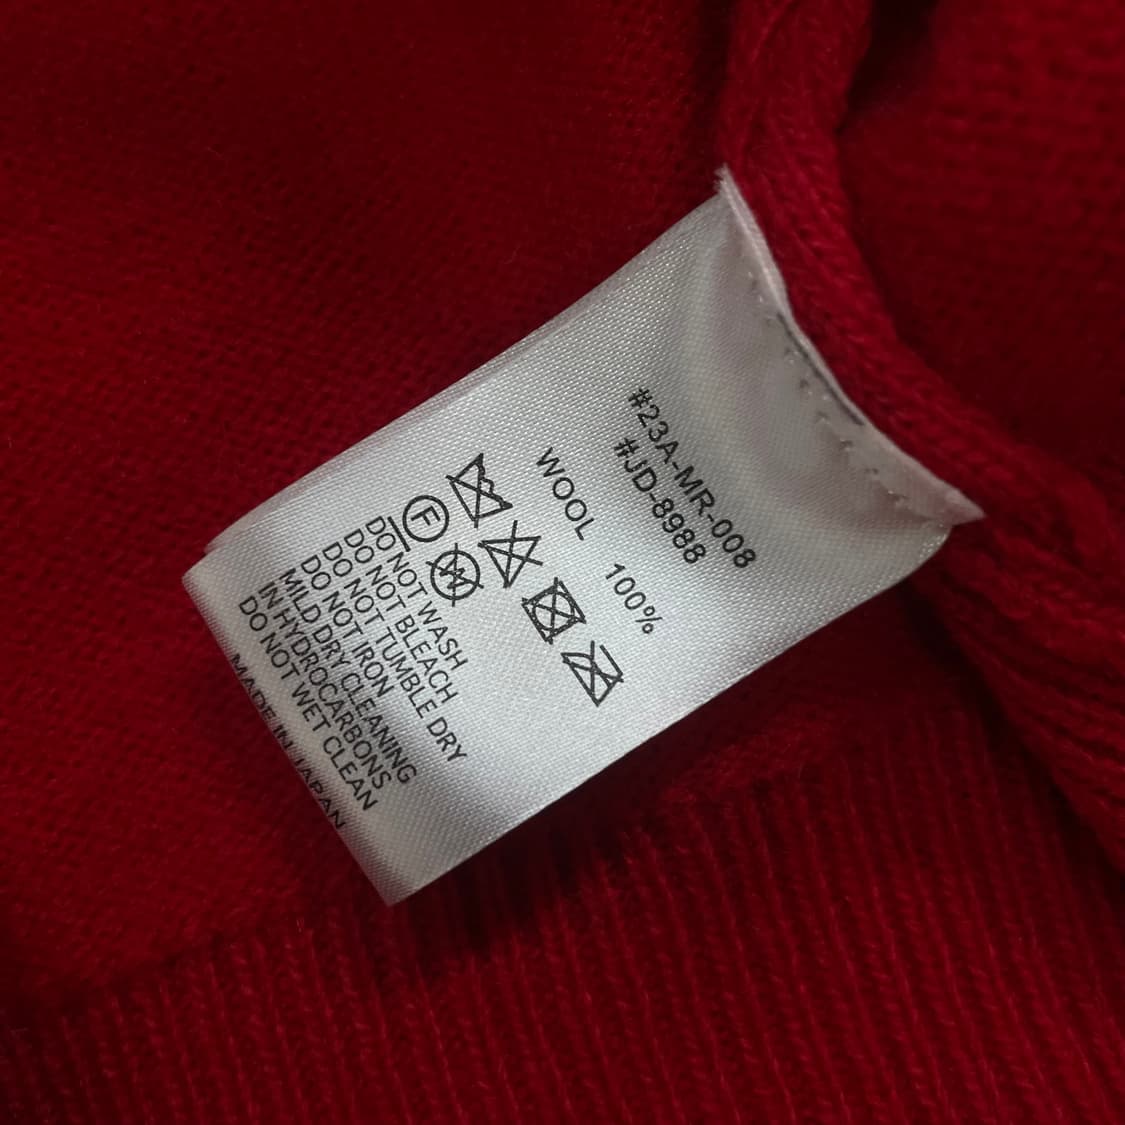 #23A-MR-008
#JD-8988
WOOL 100%
F W
DO NOT WASH
DO NOT BLEACH
DO NOT TUMBLE DRY
DO NOT IRON
MILD DRY CLEANING
IN HYDROCARBONS
DO NOT WET CLEAN
MADE IN JAPAN